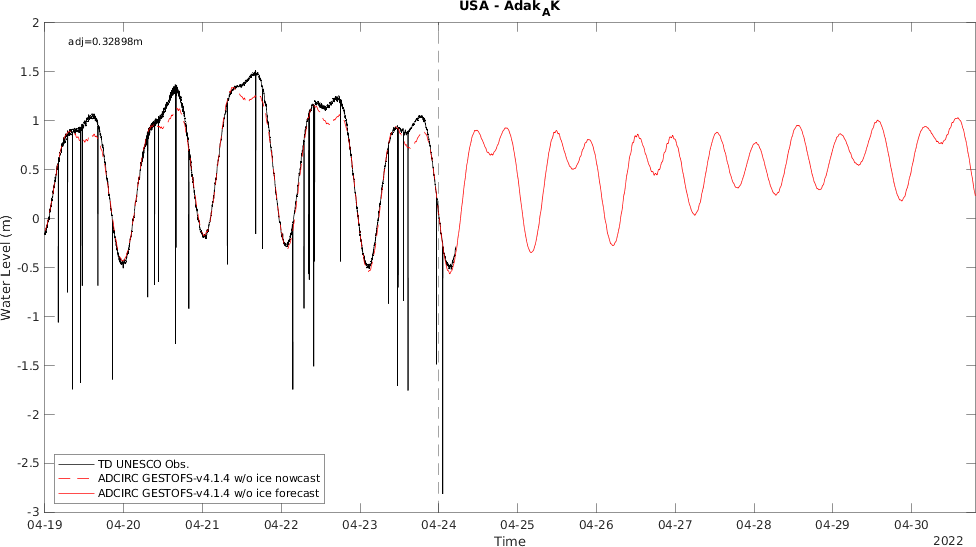 USA - Adak_AK
adj=0.32898m
2
1.5
1
0.5
0
-0.5
-1
-1.5
-2
-2.5
-3
Water Level (m)
TD UNESCO Obs.
ADCIRC GESTOFS-v4.1.4 w/o ice nowcast
ADCIRC GESTOFS-v4.1.4 w/o ice forecast
04-19 04-20 04-21 04-22 04-23 04-24 04-25 04-26 04-27 04-28 04-29 04-30
Time
2022